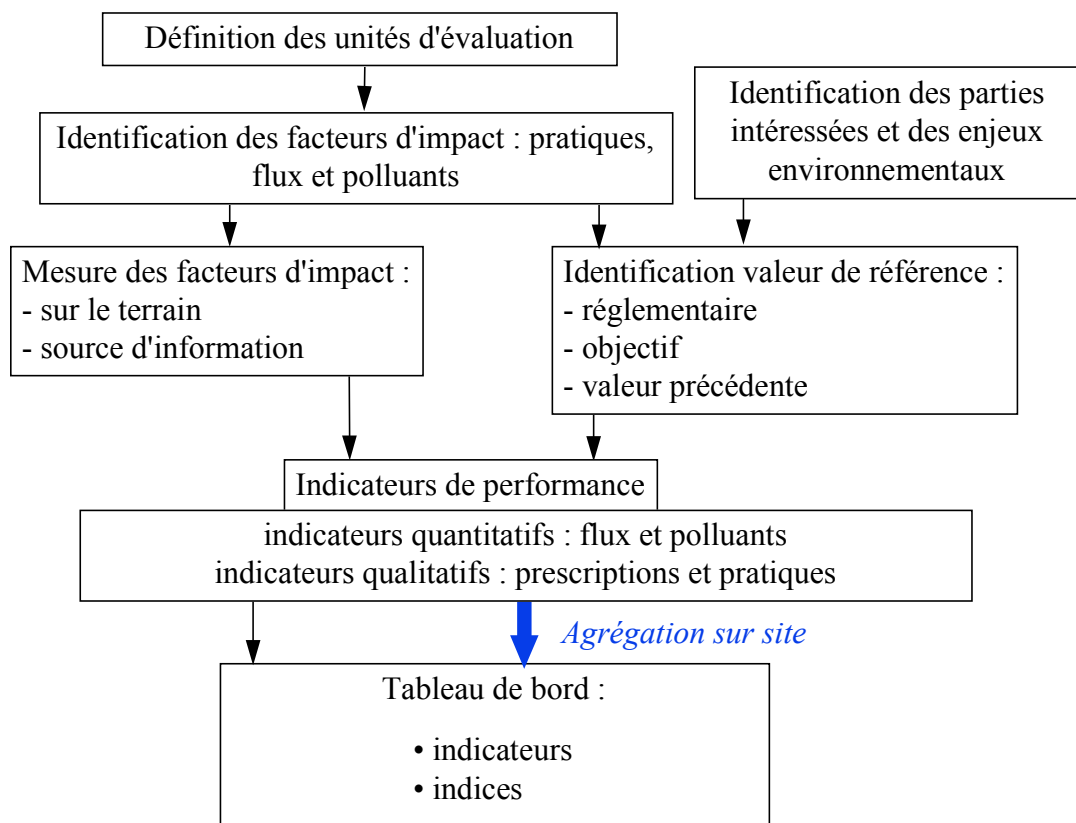 Définition des unités d'évaluation
Identification des facteurs d'impact : pratiques,
flux et polluants
Identification des parties
intéressées et des enjeux
environnementaux
Mesure des facteurs d'impact :
- sur le terrain
- source d'information
Identification valeur de référence :
- réglementaire
- objectif
- valeur précédente
Indicateurs de performance
indicateurs quantitatifs : flux et polluants
indicateurs qualitatifs : prescriptions et pratiques
Agrégation sur site
Tableau de bord :
• indicateurs
• indices